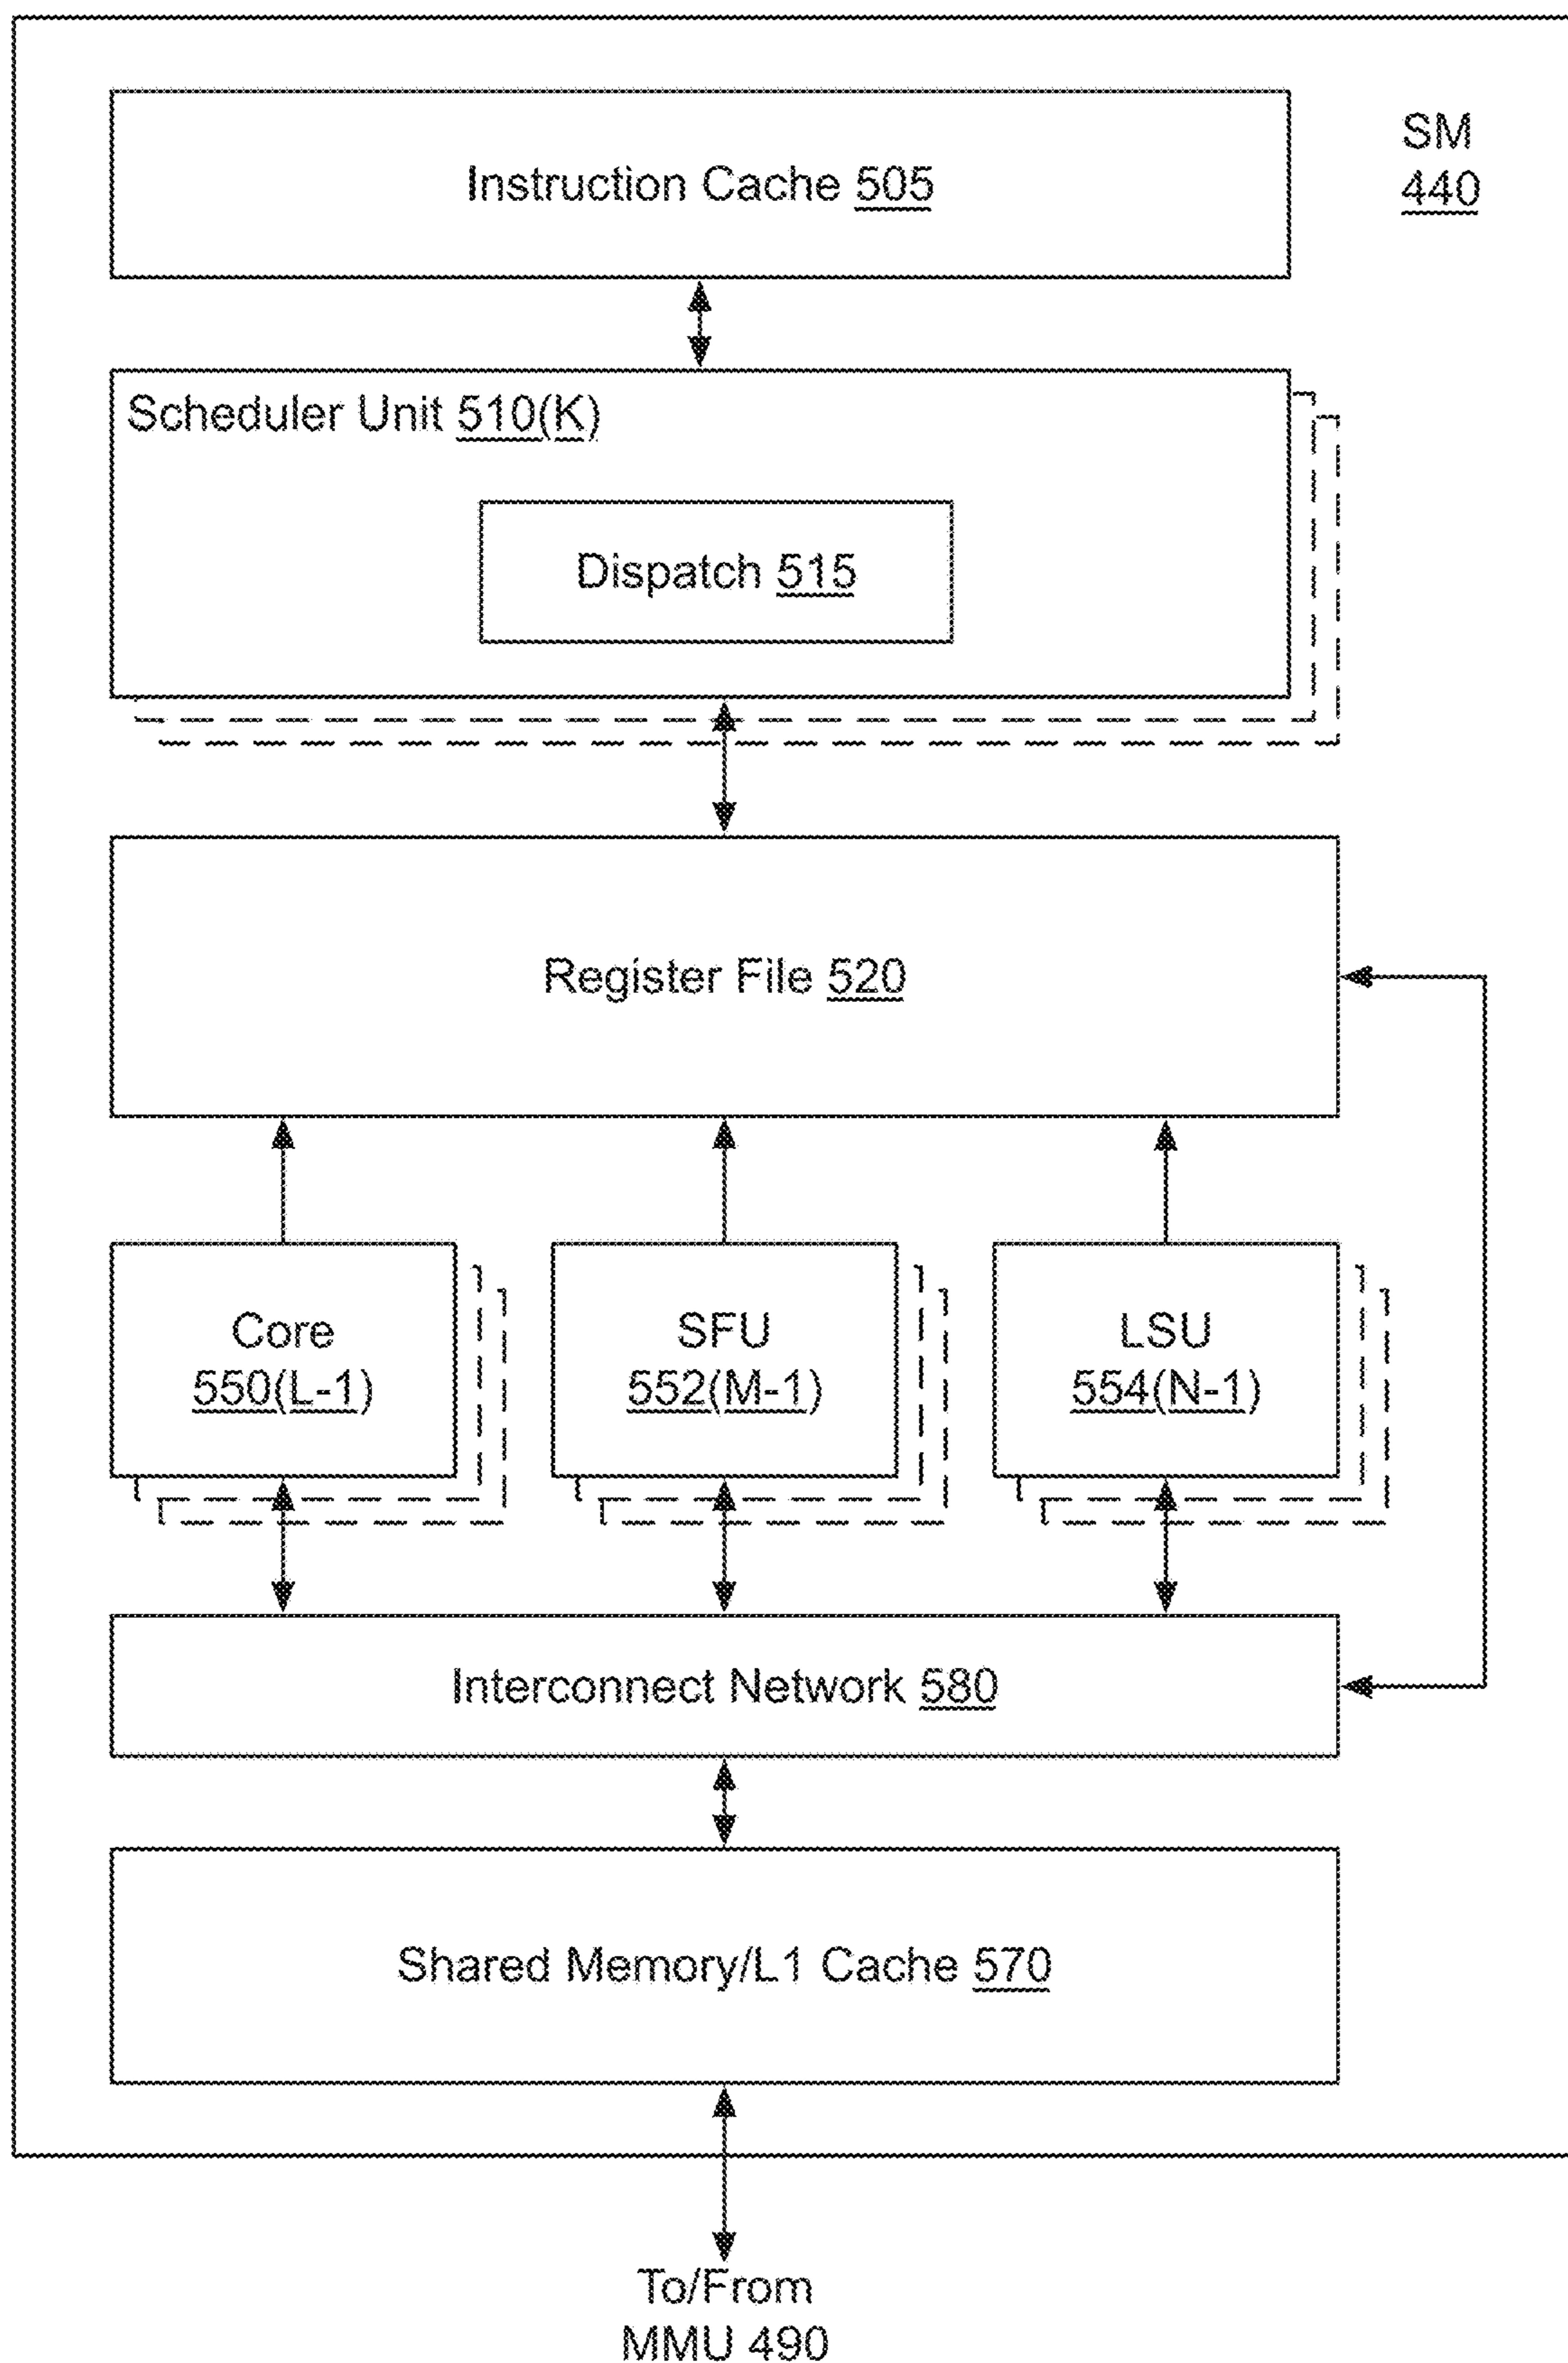 Instruction Cache 505
SM
440
Scheduler Unit 510(K)
Dispatch 515
Register File 520
Core
550(L-1)
SFU
552(M-1)
LSU
554(N-1)
Interconnect Network 580
Shared Memory/L1 Cache 570
To/From
MMU 490